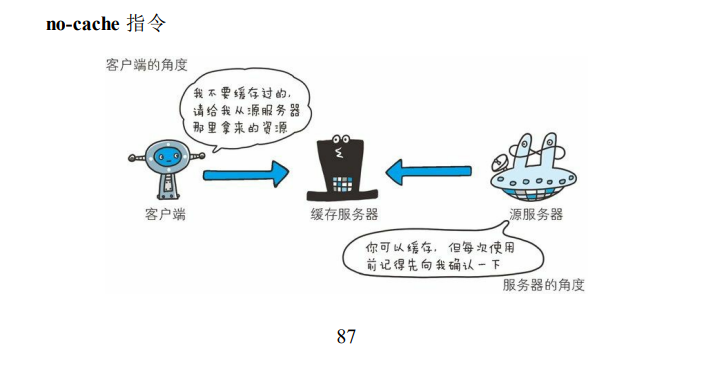 no-cache 指令
客户端的角度
我不要缓存过的，
请给我从源服务器
那里拿来的资源
客户端
缓存服务器
源服务器
你可以缓存，但每次使用
前记得先向我确认一下
服务器的角度
87